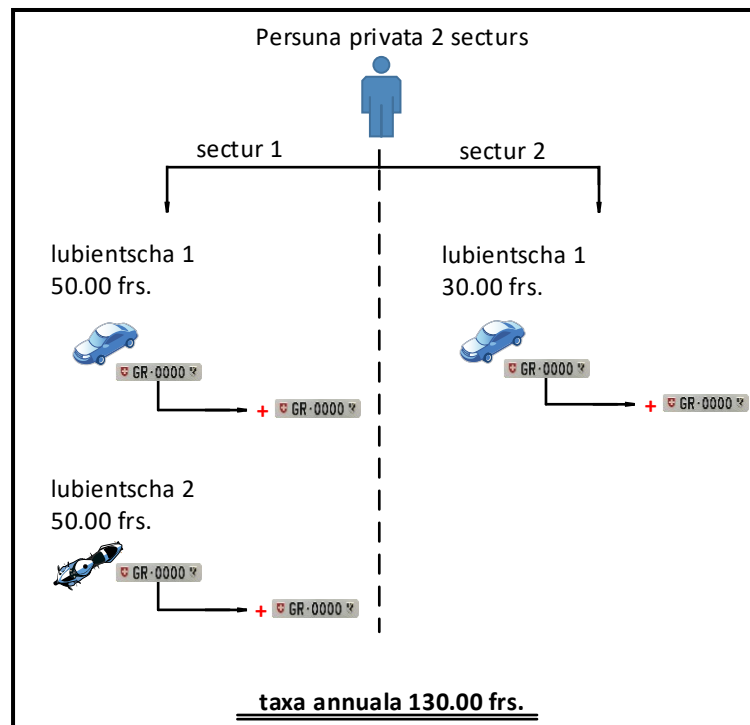 Persuna privata 2 secturs
sectur 1
sectur 2
lubientscha 1
50.00 frs.
GR·0000
+ GR·0000
lubientscha 2
50.00 frs.
GR·0000
+ GR·0000
lubientscha 1
30.00 frs.
GR·0000
+ GR·0000
taxa annuala 130.00 frs.